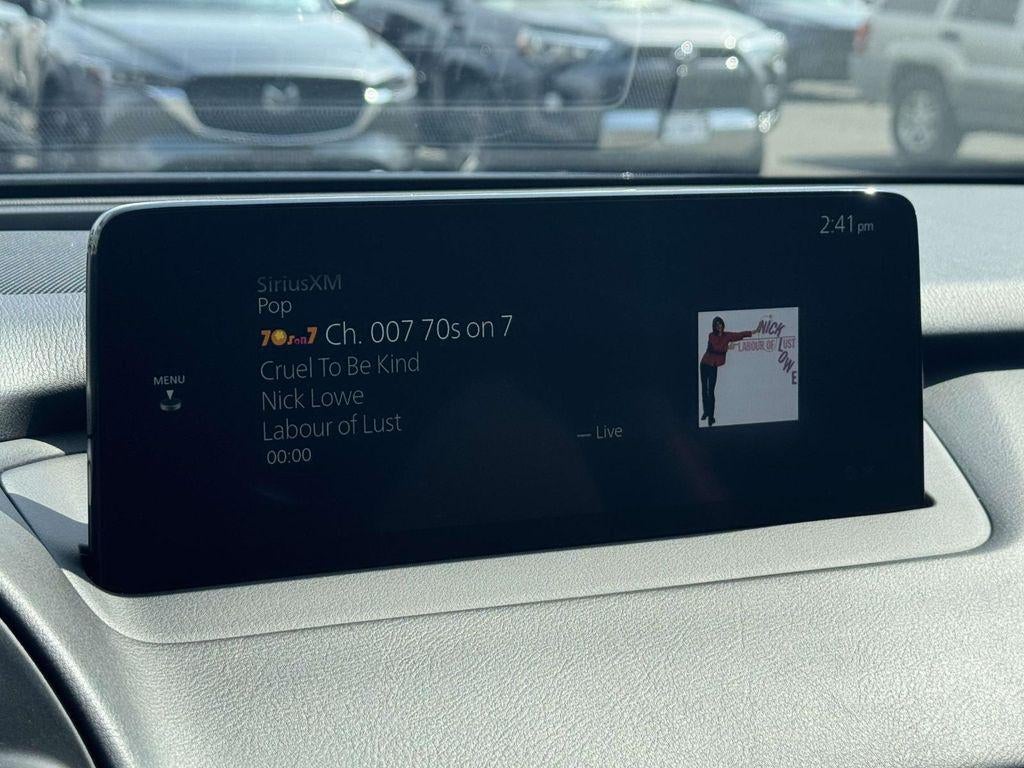 2:41 pm
SiriusXM
Pop
70s on 7 Ch. 007 70s on 7
Cruel To Be Kind
Nick Lowe
Labour of Lust
00:00
MENU
— Live
NICK
LABOUR OF LUST
LOWE